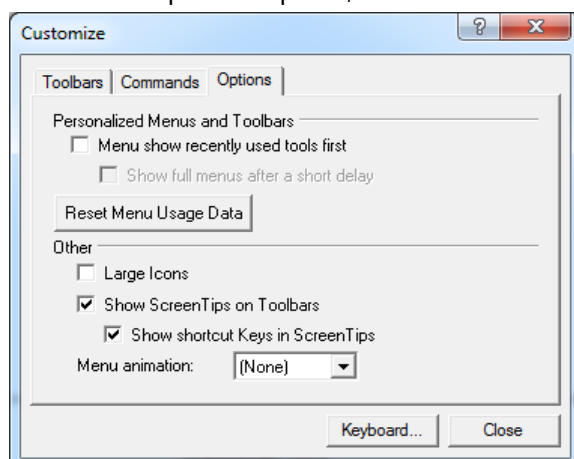 Customize
Toolbars Commands Options
Personalized Menus and Toolbars
Menu show recently used tools first
Show full menus after a short delay
Reset Menu Usage Data
Other
Large Icons
Show ScreenTips on Toolbars
Show shortcut Keys in ScreenTips
Menu animation: (None)
Keyboard... Close